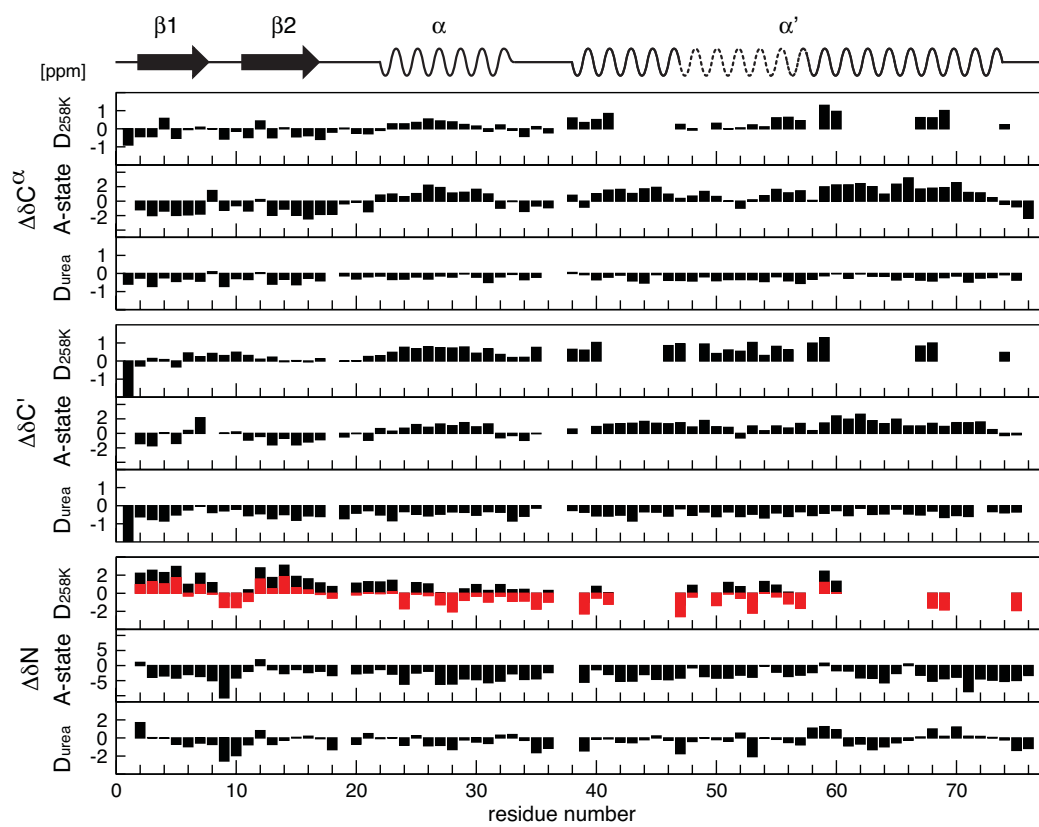 β1 β2 α α'
[ppm]
1
0
-1
D258K
2
0
-2
A-state
ΔδCα
1
0
-1
Durea
1
0
-1
D258K
2
0
-2
A-state
ΔδC'
1
0
-1
Durea
2
0
-2
D258K
5
0
-5
A-state
ΔδN
2
0
-2
Durea
0 10 20 30 40 50 60 70
residue number